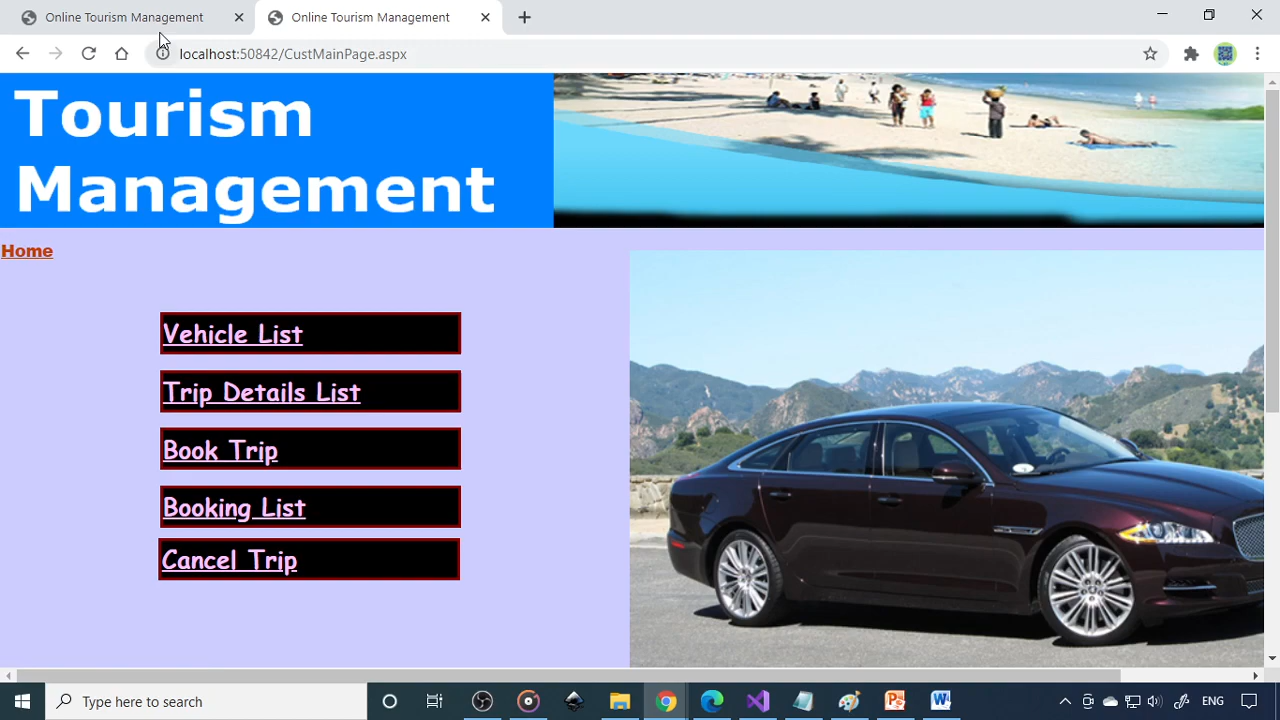 Online Tourism Management
Online Tourism Management
localhost:50842/CustMainPage.aspx
Tourism
Management
Home
Vehicle List
Trip Details List
Book Trip
Booking List
Cancel Trip
Type here to search
ENG